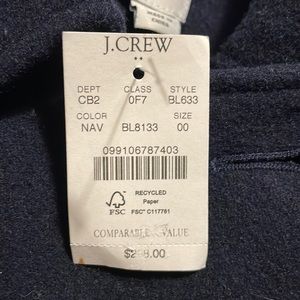 J.CREW
DEPT CLASS STYLE
CB2 0F7 BL633
COLOR SIZE
NAV BL8133 00
099106787403
RECYCLED
Paper
FSC FSC® C117761
COMPARABLE VALUE